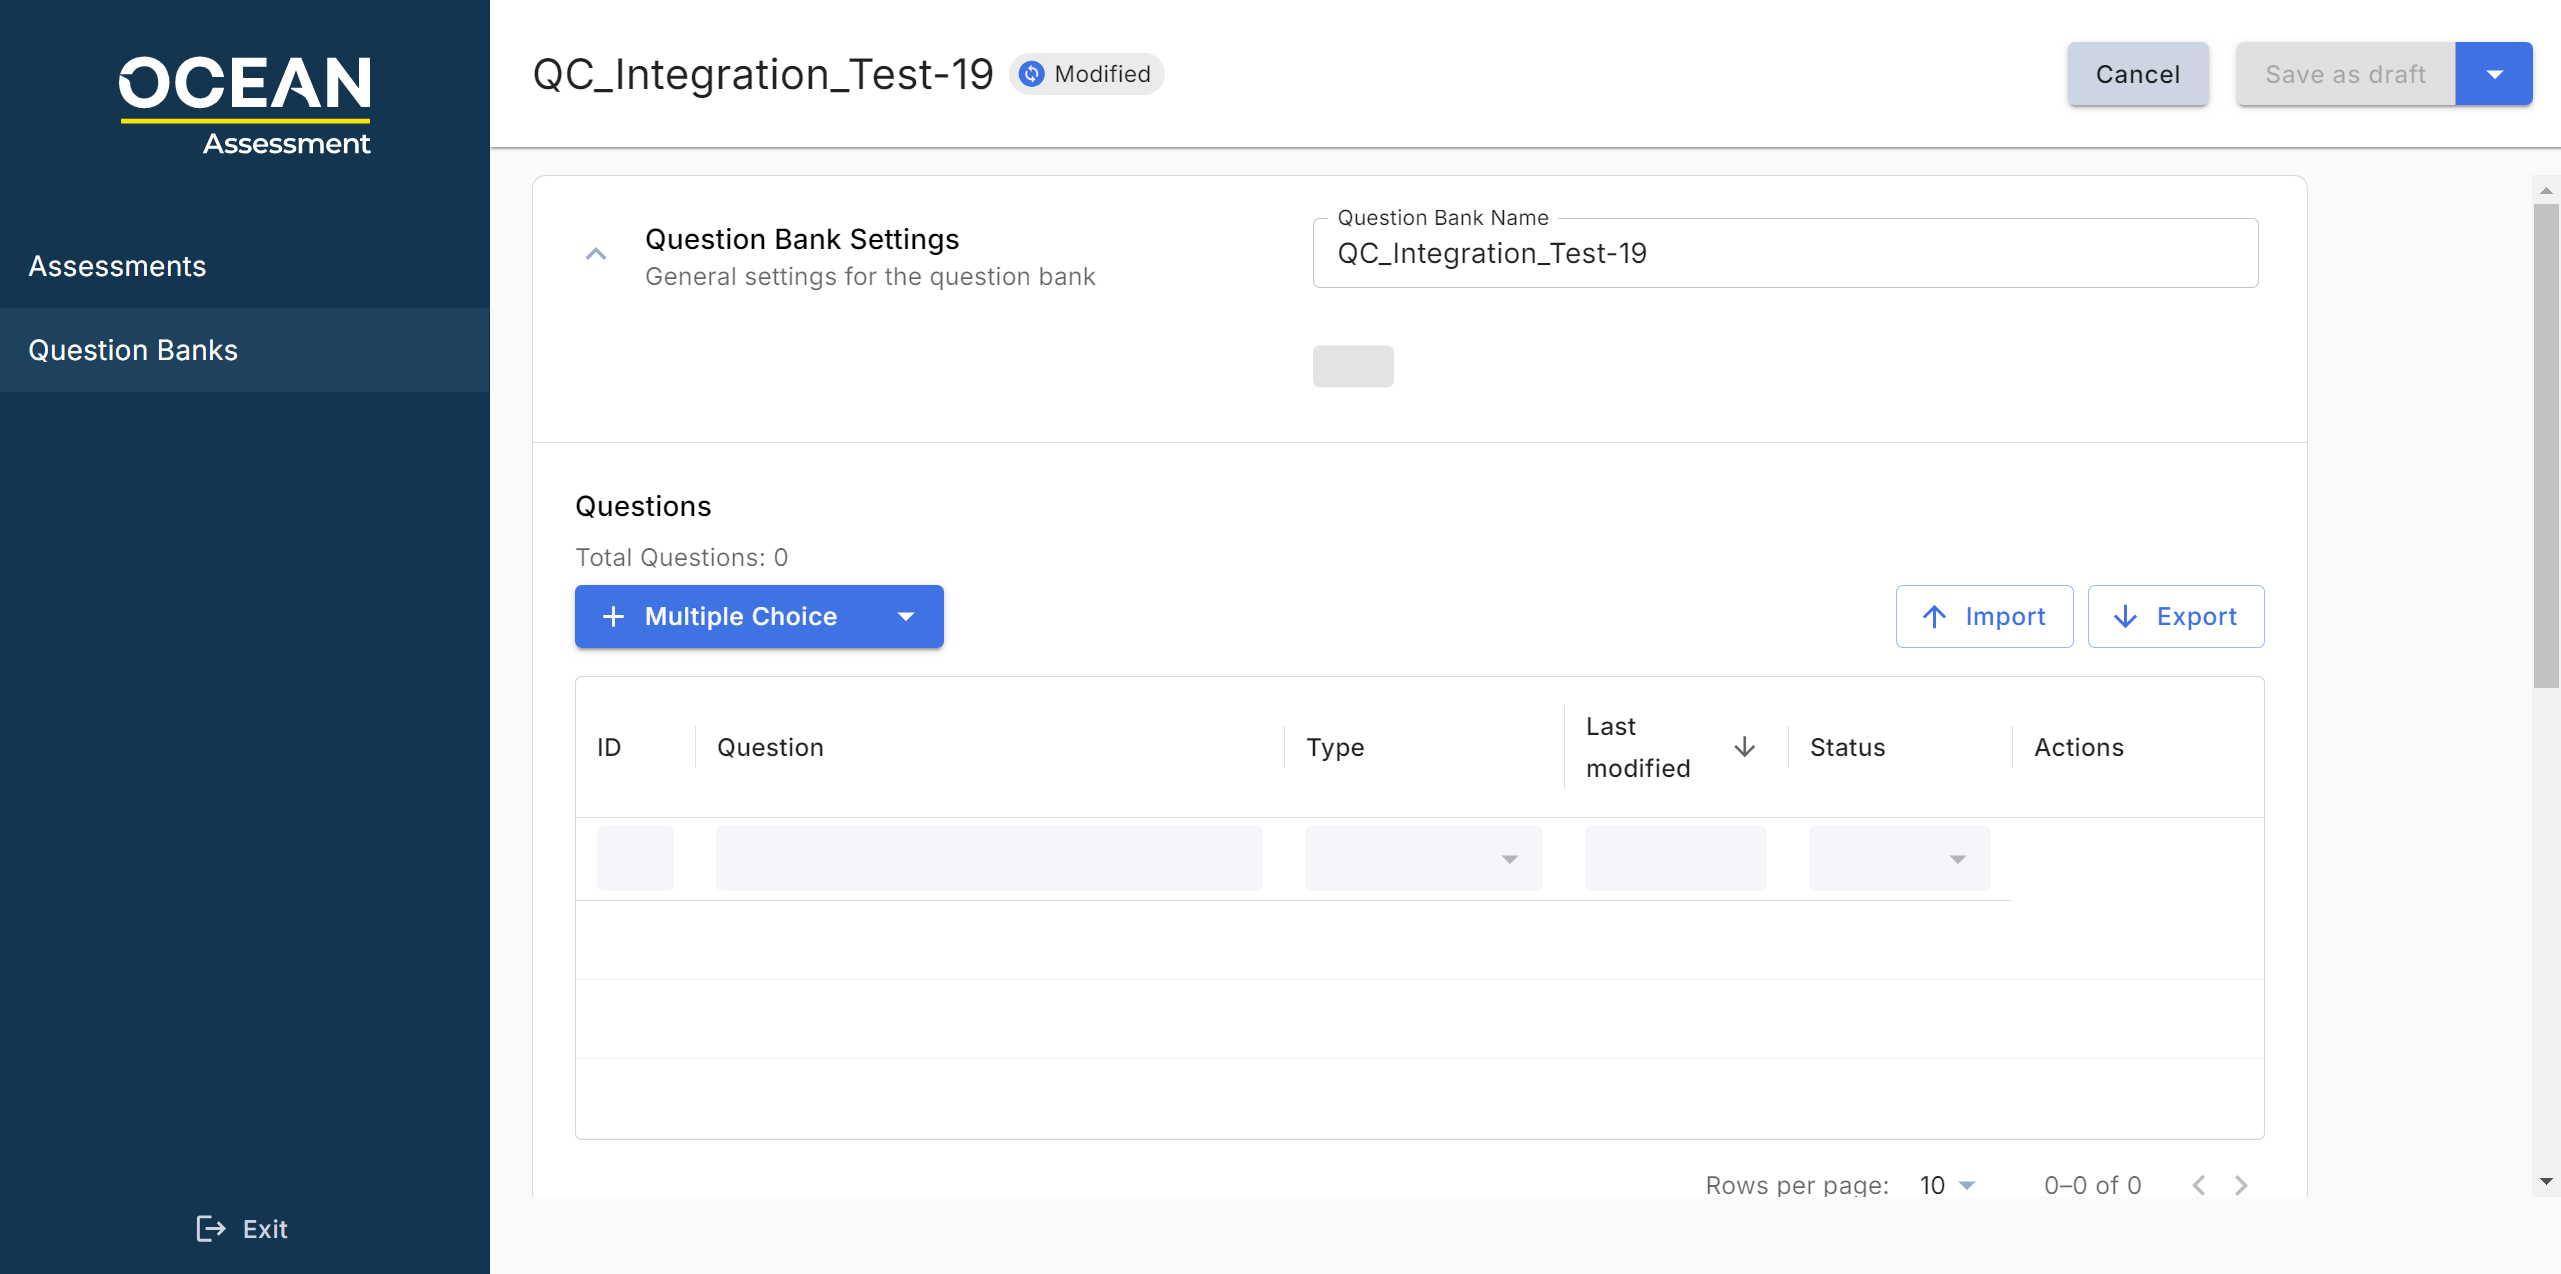 OCEAN
Assessment
Assessments
Question Banks
Exit
QC_Integration_Test-19
Modified
Cancel
Save as draft
Question Bank Settings
General settings for the question bank
Question Bank Name
QC_Integration_Test-19
Questions
Total Questions: 0
Multiple Choice
Import
Export
ID
Question
Type
Last
modified
Status
Actions
Rows per page:
10
0–0 of 0